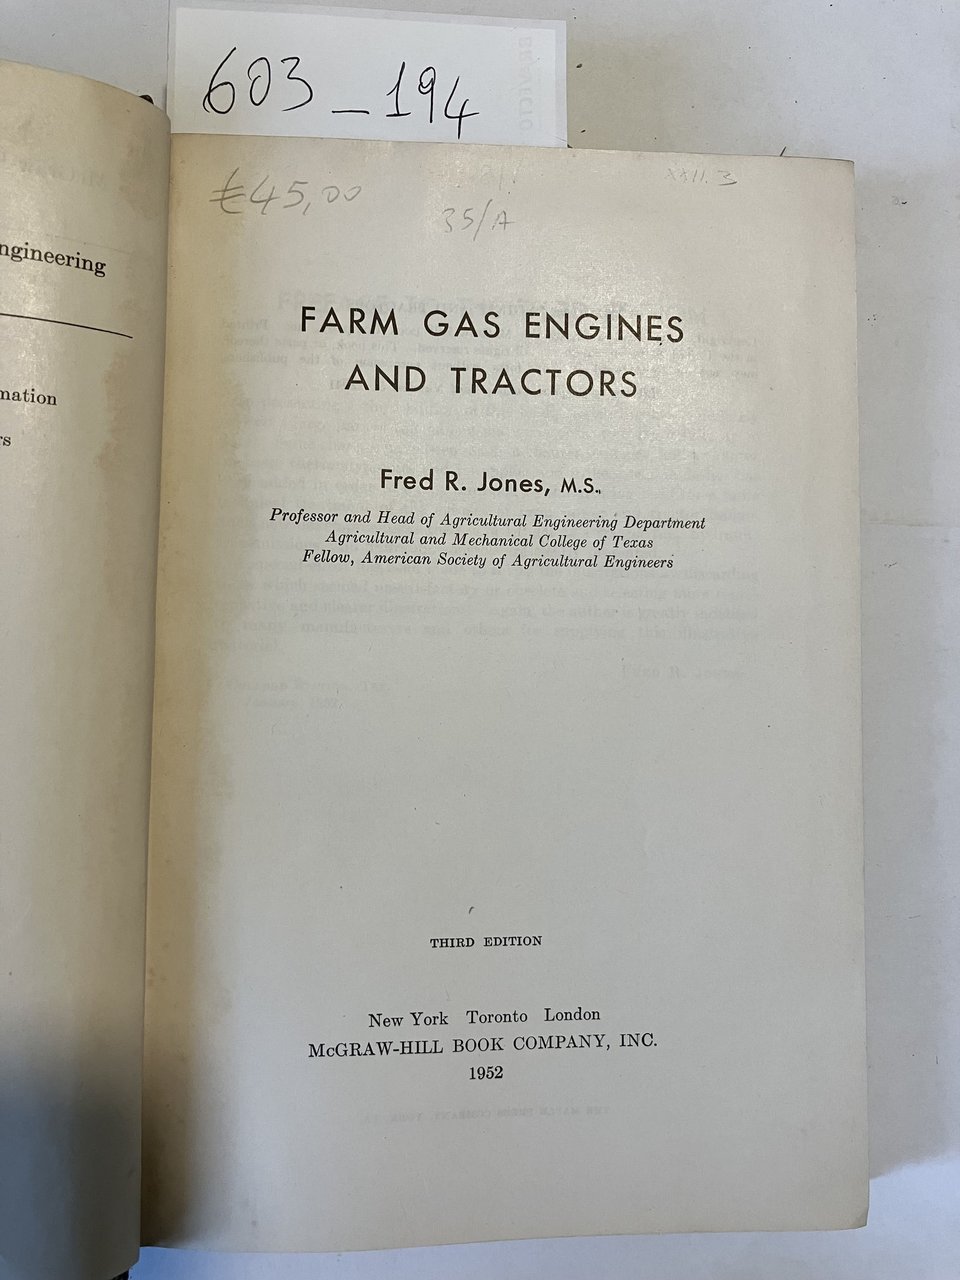 603_194
ngineering
mation
rs
€45,00
XXII.3
35/A
FARM GAS ENGINES
AND TRACTORS
Fred R. Jones, M.S.,
Professor and Head of Agricultural Engineering Department
Agricultural and Mechanical College of Texas
Fellow, American Society of Agricultural Engineers
THIRD EDITION
New York Toronto London
McGRAW-HILL BOOK COMPANY, INC.
1952